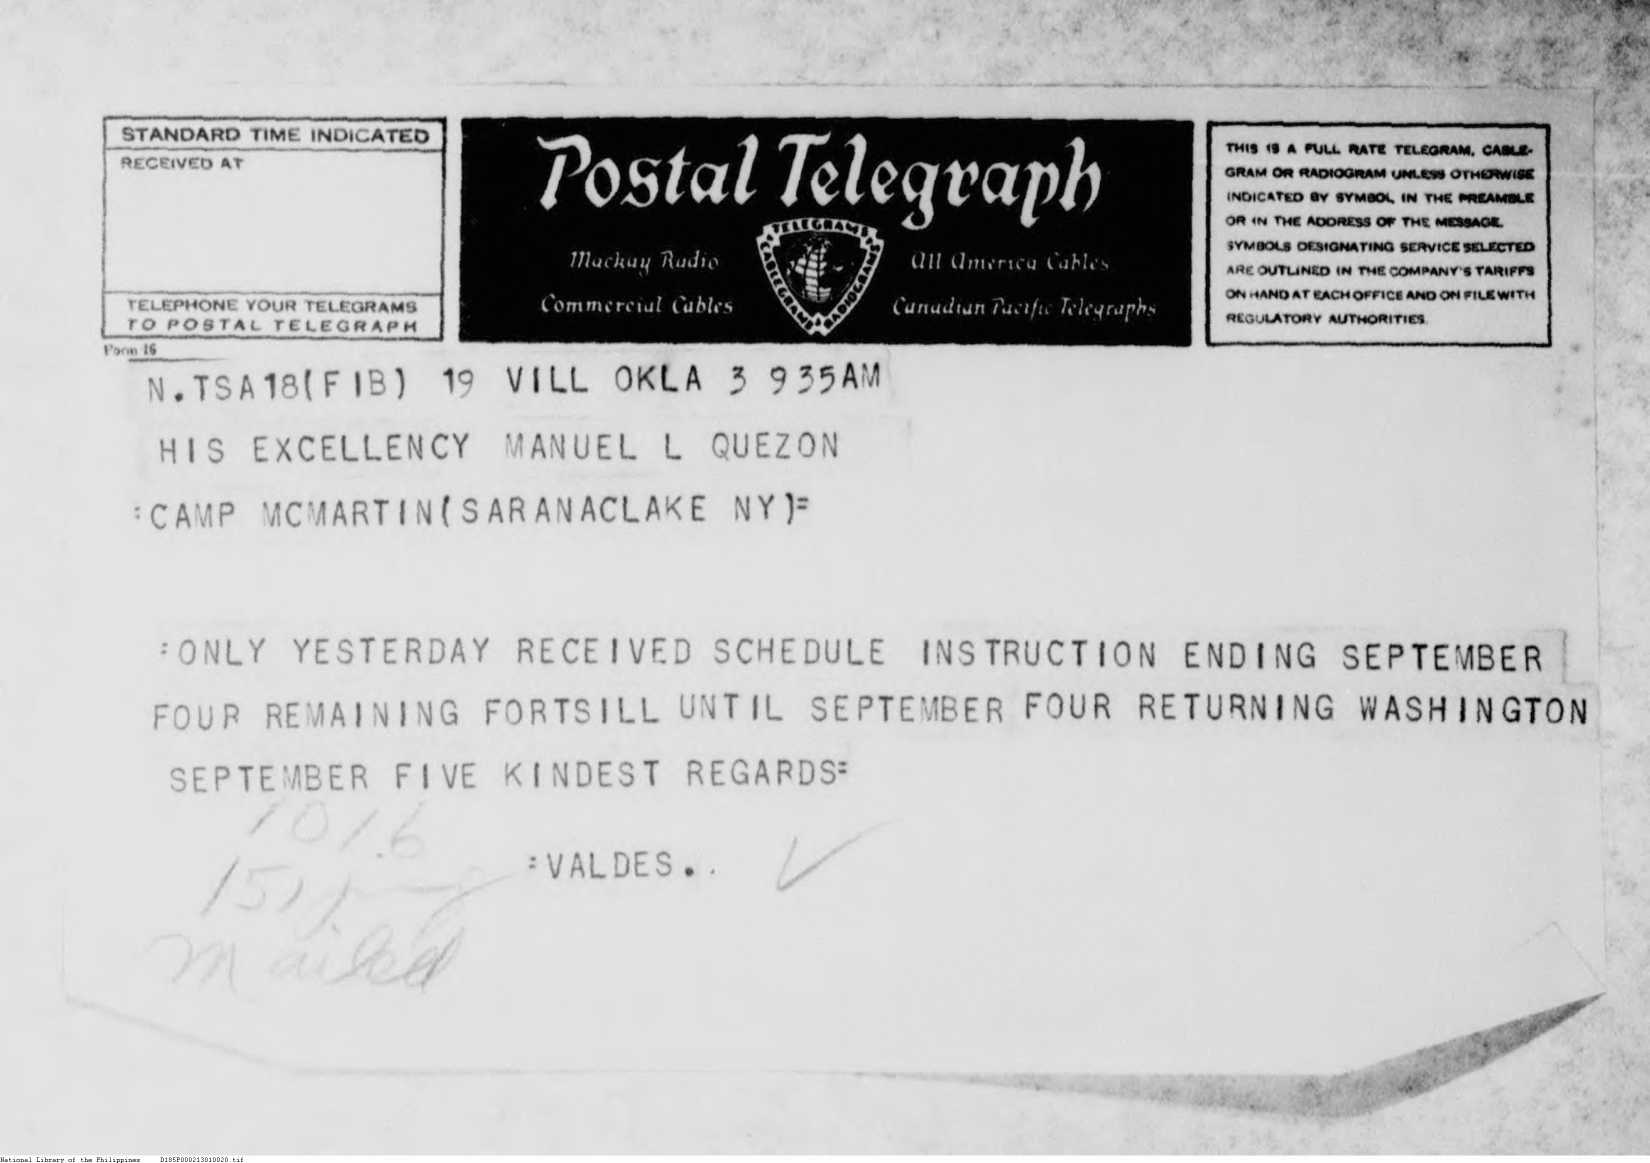 STANDARD TIME INDICATED
RECEIVED AT
TELEPHONE YOUR TELEGRAMS
TO POSTAL TELEGRAPH
Form 16
Postal Telegraph
TELEGRAMS
CABLEGRAMS
RADIOGRAMS
Mackay Radio
All America Cables
Commercial Cables
Canadian Pacific Telegraphs
THIS IS A FULL RATE TELEGRAM, CABLE-
GRAM OR RADIOGRAM UNLESS OTHERWISE
INDICATED BY SYMBOL IN THE PREAMBLE
OR IN THE ADDRESS OF THE MESSAGE.
SYMBOLS DESIGNATING SERVICE SELECTED
ARE OUTLINED IN THE COMPANY'S TARIFFS
ON HAND AT EACH OFFICE AND ON FILE WITH
REGULATORY AUTHORITIES.
N.TSA18(FIB) 19 VILL OKLA 3 935AM
HIS EXCELLENCY MANUEL L QUEZON
:CAMP MCMARTIN(SARANACLAKE NY)=
:ONLY YESTERDAY RECEIVED SCHEDULE INSTRUCTION ENDING SEPTEMBER
FOUR REMAINING FORTSILL UNTIL SEPTEMBER FOUR RETURNING WASHINGTON
SEPTEMBER FIVE KINDEST REGARDS=
:VALDES..
mailed
National Library of the Philippines D185P000213010020.tif